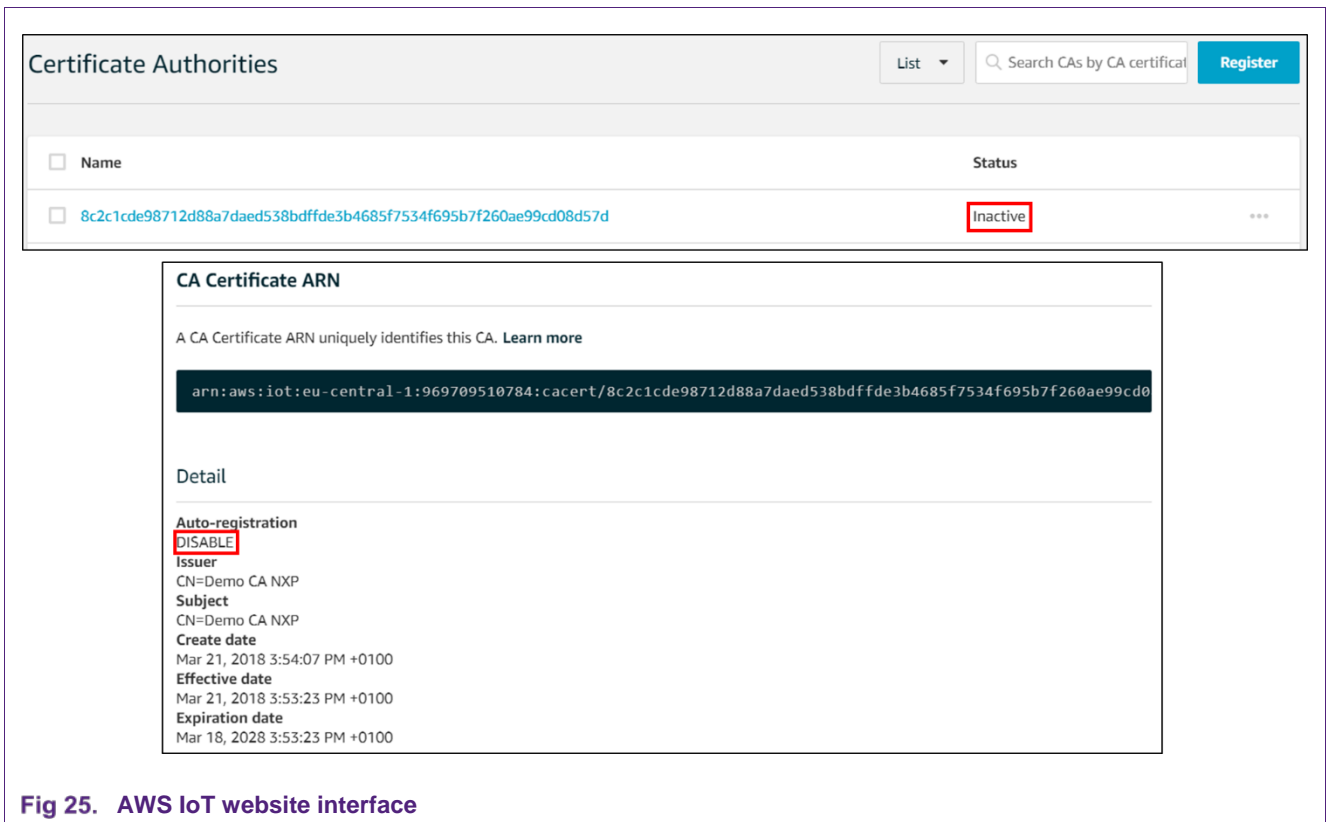 Certificate Authorities
List
Search CAs by CA certificat
Register
Name
Status
8c2c1cde98712d88a7daed538bdffde3b4685f7534f695b7f260ae99cd08d57d
Inactive
CA Certificate ARN
A CA Certificate ARN uniquely identifies this CA. Learn more
arn:aws:iot:eu-central-1:969709510784:cacert/8c2c1cde98712d88a7daed538bdffde3b4685f7534f695b7f260ae99cd0
Detail
Auto-registration
DISABLE
Issuer
CN=Demo CA NXP
Subject
CN=Demo CA NXP
Create date
Mar 21, 2018 3:54:07 PM +0100
Effective date
Mar 21, 2018 3:53:23 PM +0100
Expiration date
Mar 18, 2028 3:53:23 PM +0100
Fig 25. AWS IoT website interface